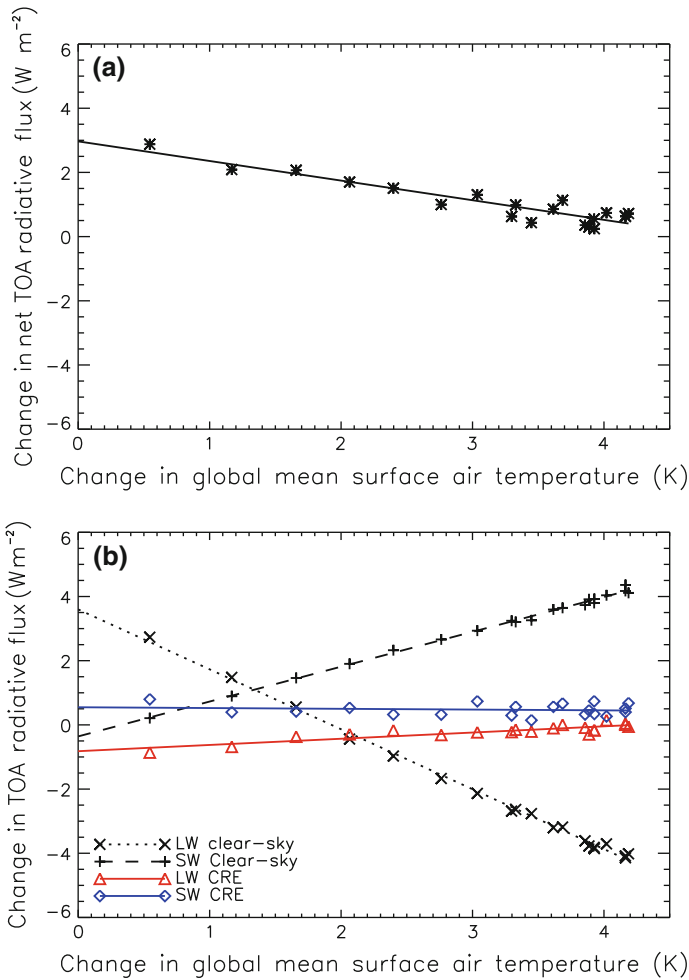 (a)
Change in net TOA radiative flux (W m⁻²)
6
4
2
0
−2
−4
−6
0 1 2 3 4
Change in global mean surface air temperature (K)
(b)
Change in TOA radiative flux (Wm⁻²)
6
4
2
0
−2
−4
−6
LW clear−sky
SW Clear−sky
LW CRE
SW CRE
0 1 2 3 4
Change in global mean surface air temperature (K)